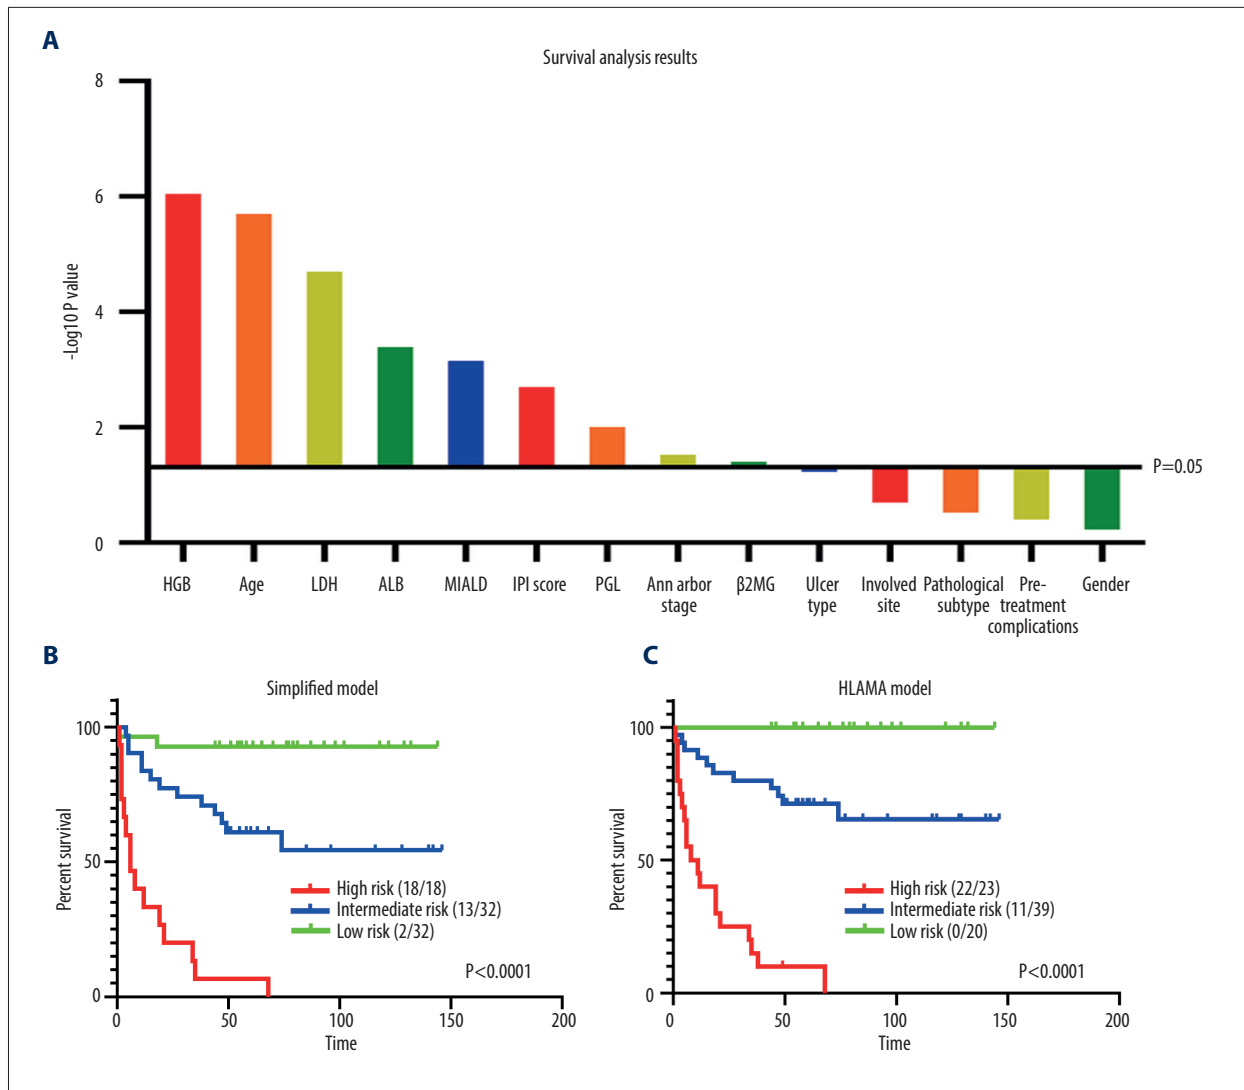 A
Survival analysis results
8
6
4
2
0
-Log10 P value
P=0.05
HGB
Age
LDH
ALB
MIALD
IPI score
PGL
Ann arbor
stage
β2MG
Ulcer
type
Involved
site
Pathological
subtype
Pre-
treatment
complications
Gender
B
Simplified model
100
50
0
Percent survival
High risk (18/18)
Intermediate risk (13/32)
Low risk (2/32)
P<0.0001
0
50
100
150
200
Time
C
HLAMA model
100
50
0
Percent survival
High risk (22/23)
Intermediate risk (11/39)
Low risk (0/20)
P<0.0001
0
50
100
150
200
Time